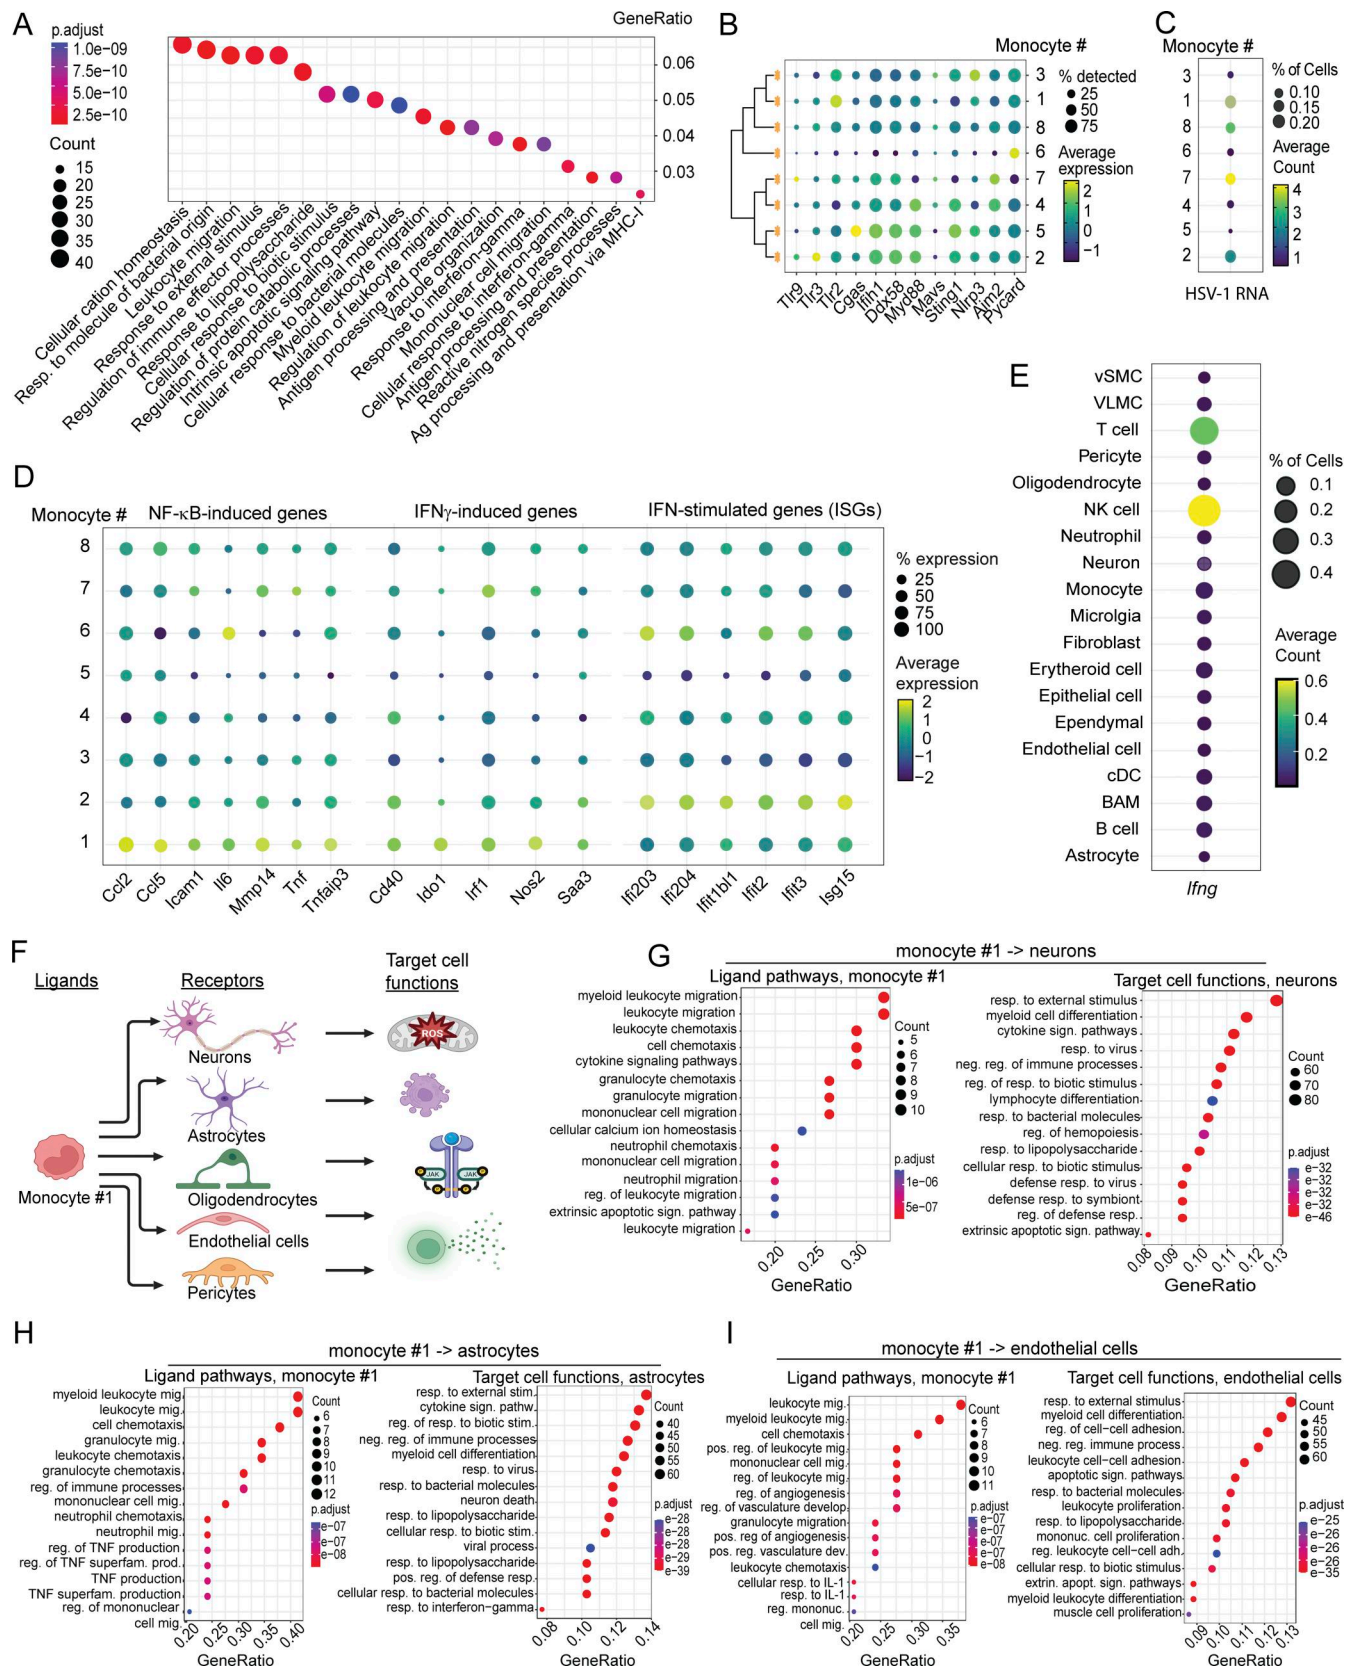 A
p.adjust
1.0e-09
7.5e-10
5.0e-10
2.5e-10
Count
15
20
25
30
35
40
GeneRatio
0.06
0.05
0.04
0.03
Cellular cation homeostasis
Resp. to molecule of bacterial origin
Leukocyte migration
Response to external stimulus
Regulation of immune effector processes
Response to lipopolysaccharide
Cellular response to biotic stimulus
Regulation of protein catabolic processes
Intrinsic apoptotic signaling pathway
Cellular response to bacterial molecules
Myeloid leukocyte migration
Regulation of leukocyte migration
Antigen processing and presentation
Vacuole organization
Response to interferon-gamma
Mononuclear cell migration
Cellular response to interferon-gamma
Antigen processing and presentation
Reactive nitrogen species processes
Ag processing and presentation via MHC-I
B
Monocyte #
3
1
8
6
7
4
5
2
% detected
25
50
75
Average
expression
2
1
0
−1
Tlr9
Tlr3
Tlr2
Cgas
Ifih1
Ddx58
Myd88
Mavs
Sting1
Nlrp3
Aim2
Pycard
C
Monocyte #
3
1
8
6
7
4
5
2
HSV-1 RNA
% of Cells
0.10
0.15
0.20
Average
Count
4
3
2
1
D
Monocyte #
NF-κB-induced genes
IFNγ-induced genes
IFN-stimulated genes (ISGs)
8
7
6
5
4
3
2
1
Ccl2
Ccl5
Icam1
Il6
Mmp14
Tnf
Tnfaip3
Cd40
Ido1
Irf1
Nos2
Saa3
Ifi203
Ifi204
Ifit1bl1
Ifit2
Ifit3
Isg15
% expression
25
50
75
100
Average
expression
2
1
0
−1
−2
E
vSMC
VLMC
T cell
Pericyte
Oligodendrocyte
NK cell
Neutrophil
Neuron
Monocyte
Microlgia
Fibroblast
Erytheroid cell
Epithelial cell
Ependymal
Endothelial cell
cDC
BAM
B cell
Astrocyte
Ifng
% of Cells
0.1
0.2
0.3
0.4
Average
Count
0.6
0.4
0.2
F
Ligands
Receptors
Target cell
functions
Monocyte #1
Neurons
Astrocytes
Oligodendrocytes
Endothelial cells
Pericytes
ROS
JAK
JAK
G
monocyte #1 -> neurons
Ligand pathways, monocyte #1
myeloid leukocyte migration
leukocyte migration
leukocyte chemotaxis
cell chemotaxis
cytokine signaling pathways
granulocyte chemotaxis
granulocyte migration
mononuclear cell migration
cellular calcium ion homeostasis
neutrophil chemotaxis
mononuclear cell migration
neutrophil migration
reg. of leukocyte migration
extrinsic apoptotic sign. pathway
leukocyte migration
0.20
0.25
0.30
GeneRatio
Count
5
6
7
8
9
10
p.adjust
1e-06
5e-07
Target cell functions, neurons
resp. to external stimulus
myeloid cell differentiation
cytokine sign. pathways
resp. to virus
neg. reg. of immune processes
reg. of resp. to biotic stimulus
lymphocyte differentiation
resp. to bacterial molecules
reg. of hemopoiesis
resp. to lipopolysaccharide
cellular resp. to biotic stimulus
defense resp. to virus
defense resp. to symbiont
reg. of defense resp.
extrinsic apoptotic sign. pathway
0.08
0.09
0.10
0.11
0.12
0.13
GeneRatio
Count
60
70
80
p.adjust
e-32
e-32
e-32
e-46
H
monocyte #1 -> astrocytes
Ligand pathways, monocyte #1
myeloid leukocyte mig.
leukocyte mig.
cell chemotaxis
granulocyte mig.
leukocyte chemotaxis
granulocyte chemotaxis
reg. of immune processes
mononuclear cell mig.
neutrophil chemotaxis
neutrophil mig.
reg. of TNF production
reg. of TNF superfam. prod.
TNF production
TNF superfam. production
reg. of mononuclear
cell mig.
0.20
0.25
0.30
0.35
0.40
GeneRatio
Count
6
7
8
9
10
11
12
p.adjust
e-07
e-07
e-08
Target cell functions, astrocytes
resp. to external stim.
cytokine sign. pathw.
reg. of resp. to biotic stim.
neg. reg. of immune processes
myeloid cell differentiation
resp. to virus
resp. to bacterial molecules
neuron death
resp. to lipopolysaccharide
cellular resp. to biotic stim.
viral process
resp. to lipopolysaccharide
pos. reg. of defense resp.
cellular resp. to bacterial molecules
resp. to interferon-gamma
0.08
0.10
0.12
0.14
GeneRatio
Count
40
45
50
55
60
p.adjust
e-28
e-28
e-29
e-39
I
monocyte #1 -> endothelial cells
Ligand pathways, monocyte #1
leukocyte mig.
myeloid leukocyte mig.
cell chemotaxis
pos. reg. of leukocyte mig.
mononuclear cell mig.
reg. of leukocyte mig.
reg. of angiogenesis
reg. of vasculature develop.
granulocyte migration
pos. reg of angiogenesis
pos. reg. vasculature dev.
leukocyte chemotaxis
cellular resp. to IL-1
resp. to IL-1
reg. mononuc.
cell mig.
0.20
0.25
0.30
0.35
GeneRatio
Count
6
7
8
9
10
11
p.adjust
e-07
e-07
e-07
e-08
Target cell functions, endothelial cells
resp. to external stimulus
myeloid cell differentiation
reg. of cell-cell adhesion
neg. reg. immune process
leukocyte cell-cell adhesion
apoptotic sign. pathways
resp. to bacterial molecules
leukocyte proliferation
resp. to lipopolysaccharide
mononuc. cell proliferation
reg. leukocyte cell-cell adh.
cellular resp. to biotic stimulus
extrin. apopt. sign. pathways
myeloid leukocyte differentiation
muscle cell proliferation
0.09
0.10
0.11
0.12
0.13
GeneRatio
Count
45
50
55
60
p.adjust
e-25
e-26
e-26
e-26
e-35